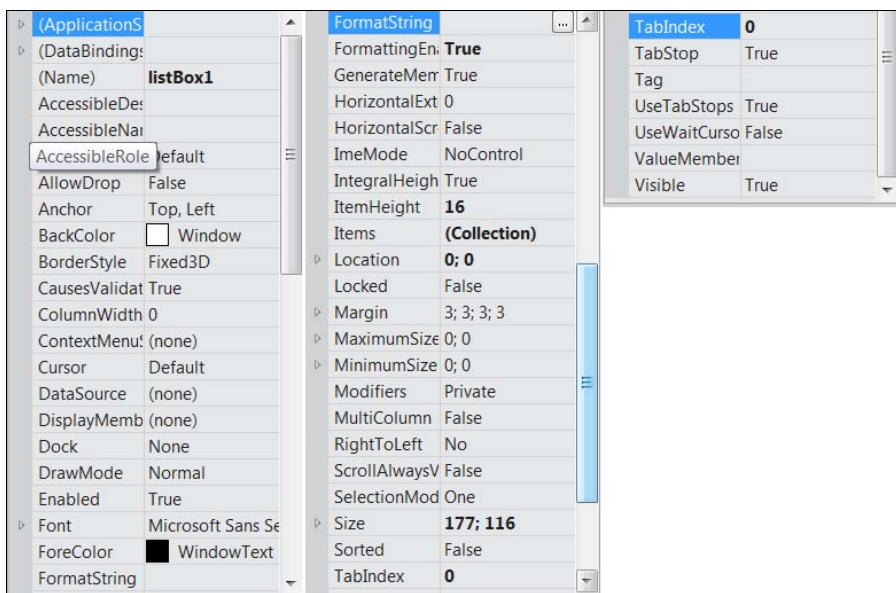 (ApplicationS
(DataBindings
(Name) listBox1
AccessibleDes
AccessibleNar
AccessibleRole Default
AllowDrop False
Anchor Top, Left
BackColor Window
BorderStyle Fixed3D
CausesValidat True
ColumnWidth 0
ContextMenuS (none)
Cursor Default
DataSource (none)
DisplayMemb (none)
Dock None
DrawMode Normal
Enabled True
Font Microsoft Sans Se
ForeColor WindowText
FormatString
FormatString ...
FormattingEna True
GenerateMem True
HorizontalExt 0
HorizontalScr False
ImeMode NoControl
IntegralHeigh True
ItemHeight 16
Items (Collection)
Location 0; 0
Locked False
Margin 3; 3; 3; 3
MaximumSize 0; 0
MinimumSize 0; 0
Modifiers Private
MultiColumn False
RightToLeft No
ScrollAlwaysV False
SelectionMod One
Size 177; 116
Sorted False
TabIndex 0
TabIndex 0
TabStop True
Tag
UseTabStops True
UseWaitCurso False
ValueMember
Visible True